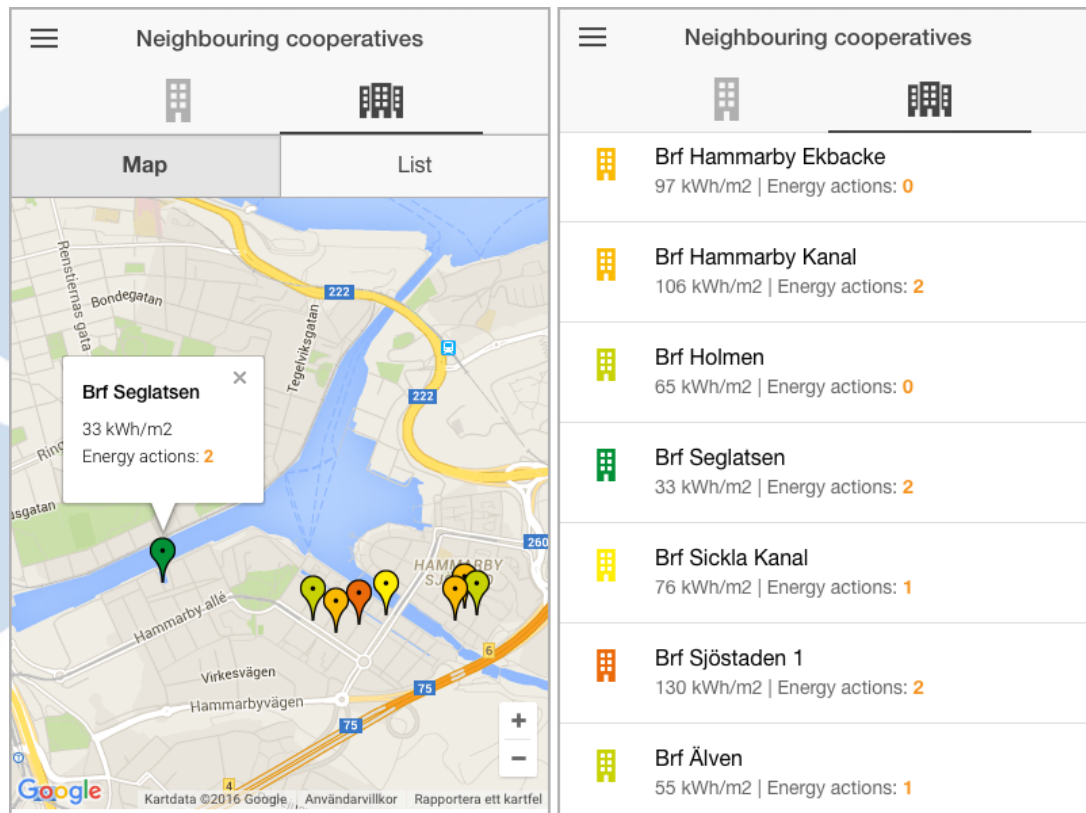 Neighbouring cooperatives
Map
List
Renstiernas gata
Bondegatan
222
Tegelviksgatan
222
Brf Seglatsen
×
33 kWh/m2
Energy actions: 2
Ring
usgatan
260
HAMMARBY
Hammarby allé
6
Virkesvägen
75
Hammarbyvägen
75
+
−
4
Google
Kartdata ©2016 Google
Användarvillkor
Rapportera ett kartfel
Neighbouring cooperatives
Brf Hammarby Ekbacke
97 kWh/m2 | Energy actions: 0
Brf Hammarby Kanal
106 kWh/m2 | Energy actions: 2
Brf Holmen
65 kWh/m2 | Energy actions: 0
Brf Seglatsen
33 kWh/m2 | Energy actions: 2
Brf Sickla Kanal
76 kWh/m2 | Energy actions: 1
Brf Sjöstaden 1
130 kWh/m2 | Energy actions: 2
Brf Älven
55 kWh/m2 | Energy actions: 1